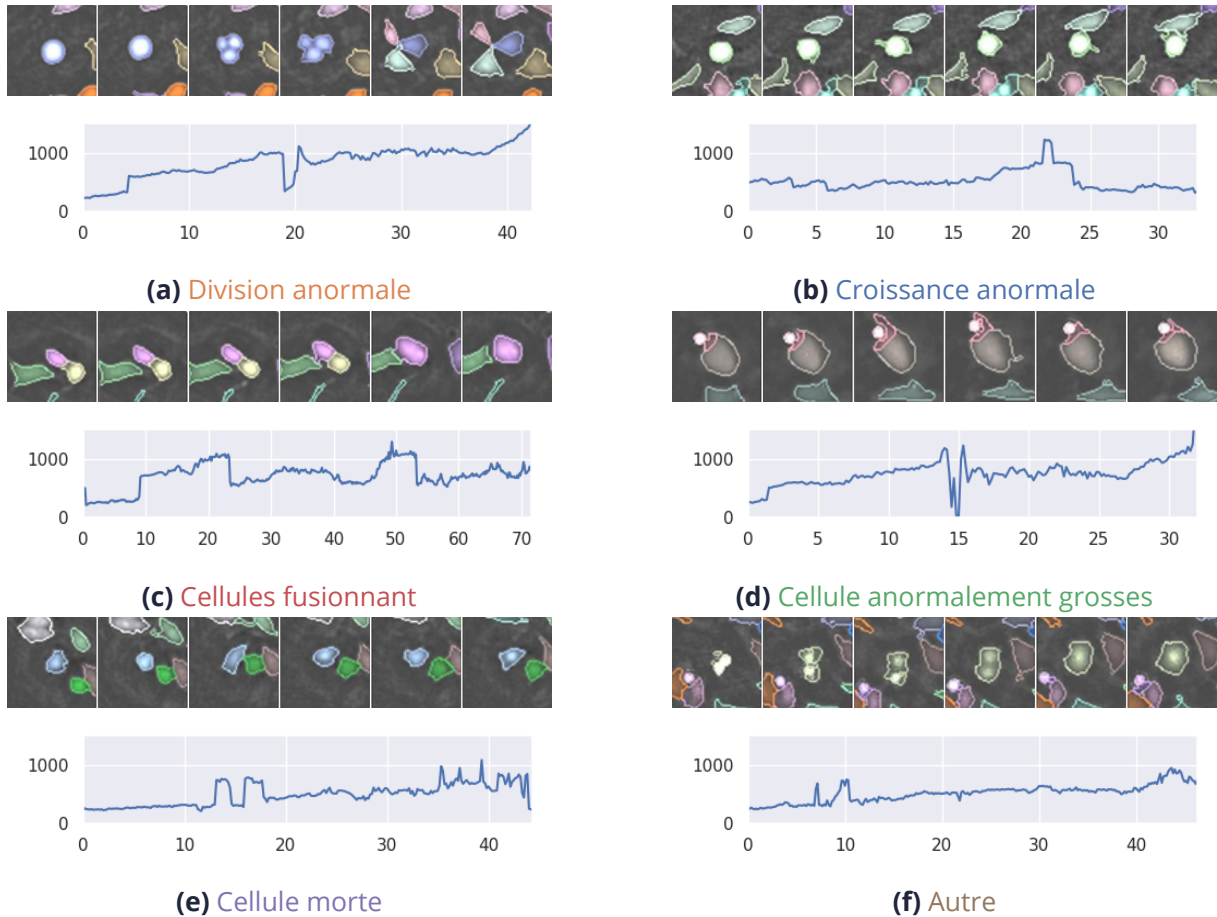 1000
0
0 10 20 30 40
(a) Division anormale
1000
0
0 5 10 15 20 25 30
(b) Croissance anormale
1000
0
0 10 20 30 40 50 60 70
(c) Cellules fusionnant
1000
0
0 5 10 15 20 25 30
(d) Cellule anormalement grosses
1000
0
0 10 20 30 40
(e) Cellule morte
1000
0
0 10 20 30 40
(f) Autre